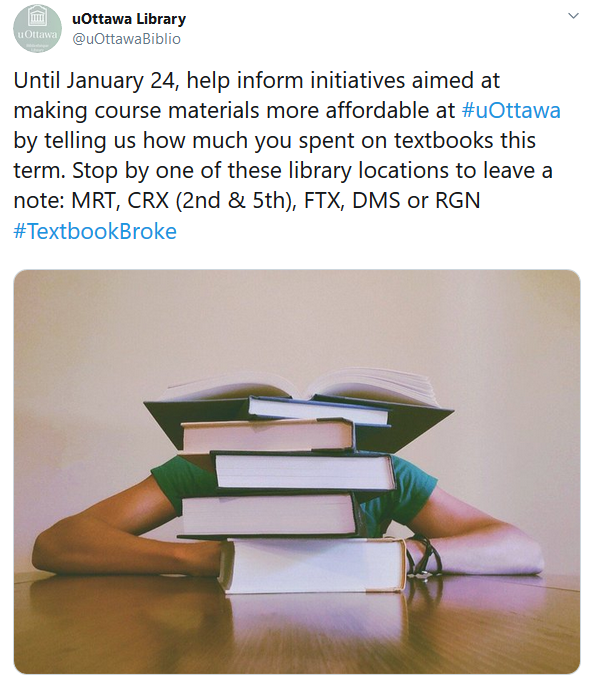 uOttawa Library
@uOttawaBiblio
uOttawa
Until January 24, help inform initiatives aimed at
making course materials more affordable at #uOttawa
by telling us how much you spent on textbooks this
term. Stop by one of these library locations to leave a
note: MRT, CRX (2nd & 5th), FTX, DMS or RGN
#TextbookBroke